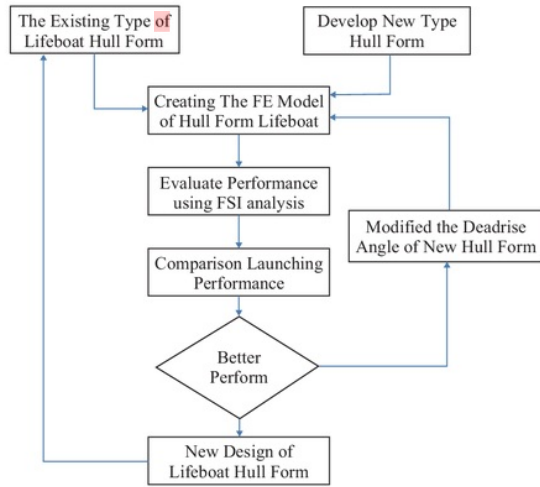 The Existing Type of
Lifeboat Hull Form
Develop New Type
Hull Form
Creating The FE Model
of Hull Form Lifeboat
Evaluate Performance
using FSI analysis
Modified the Deadrise
Angle of New Hull Form
Comparison Launching
Performance
Better
Perform
New Design of
Lifeboat Hull Form